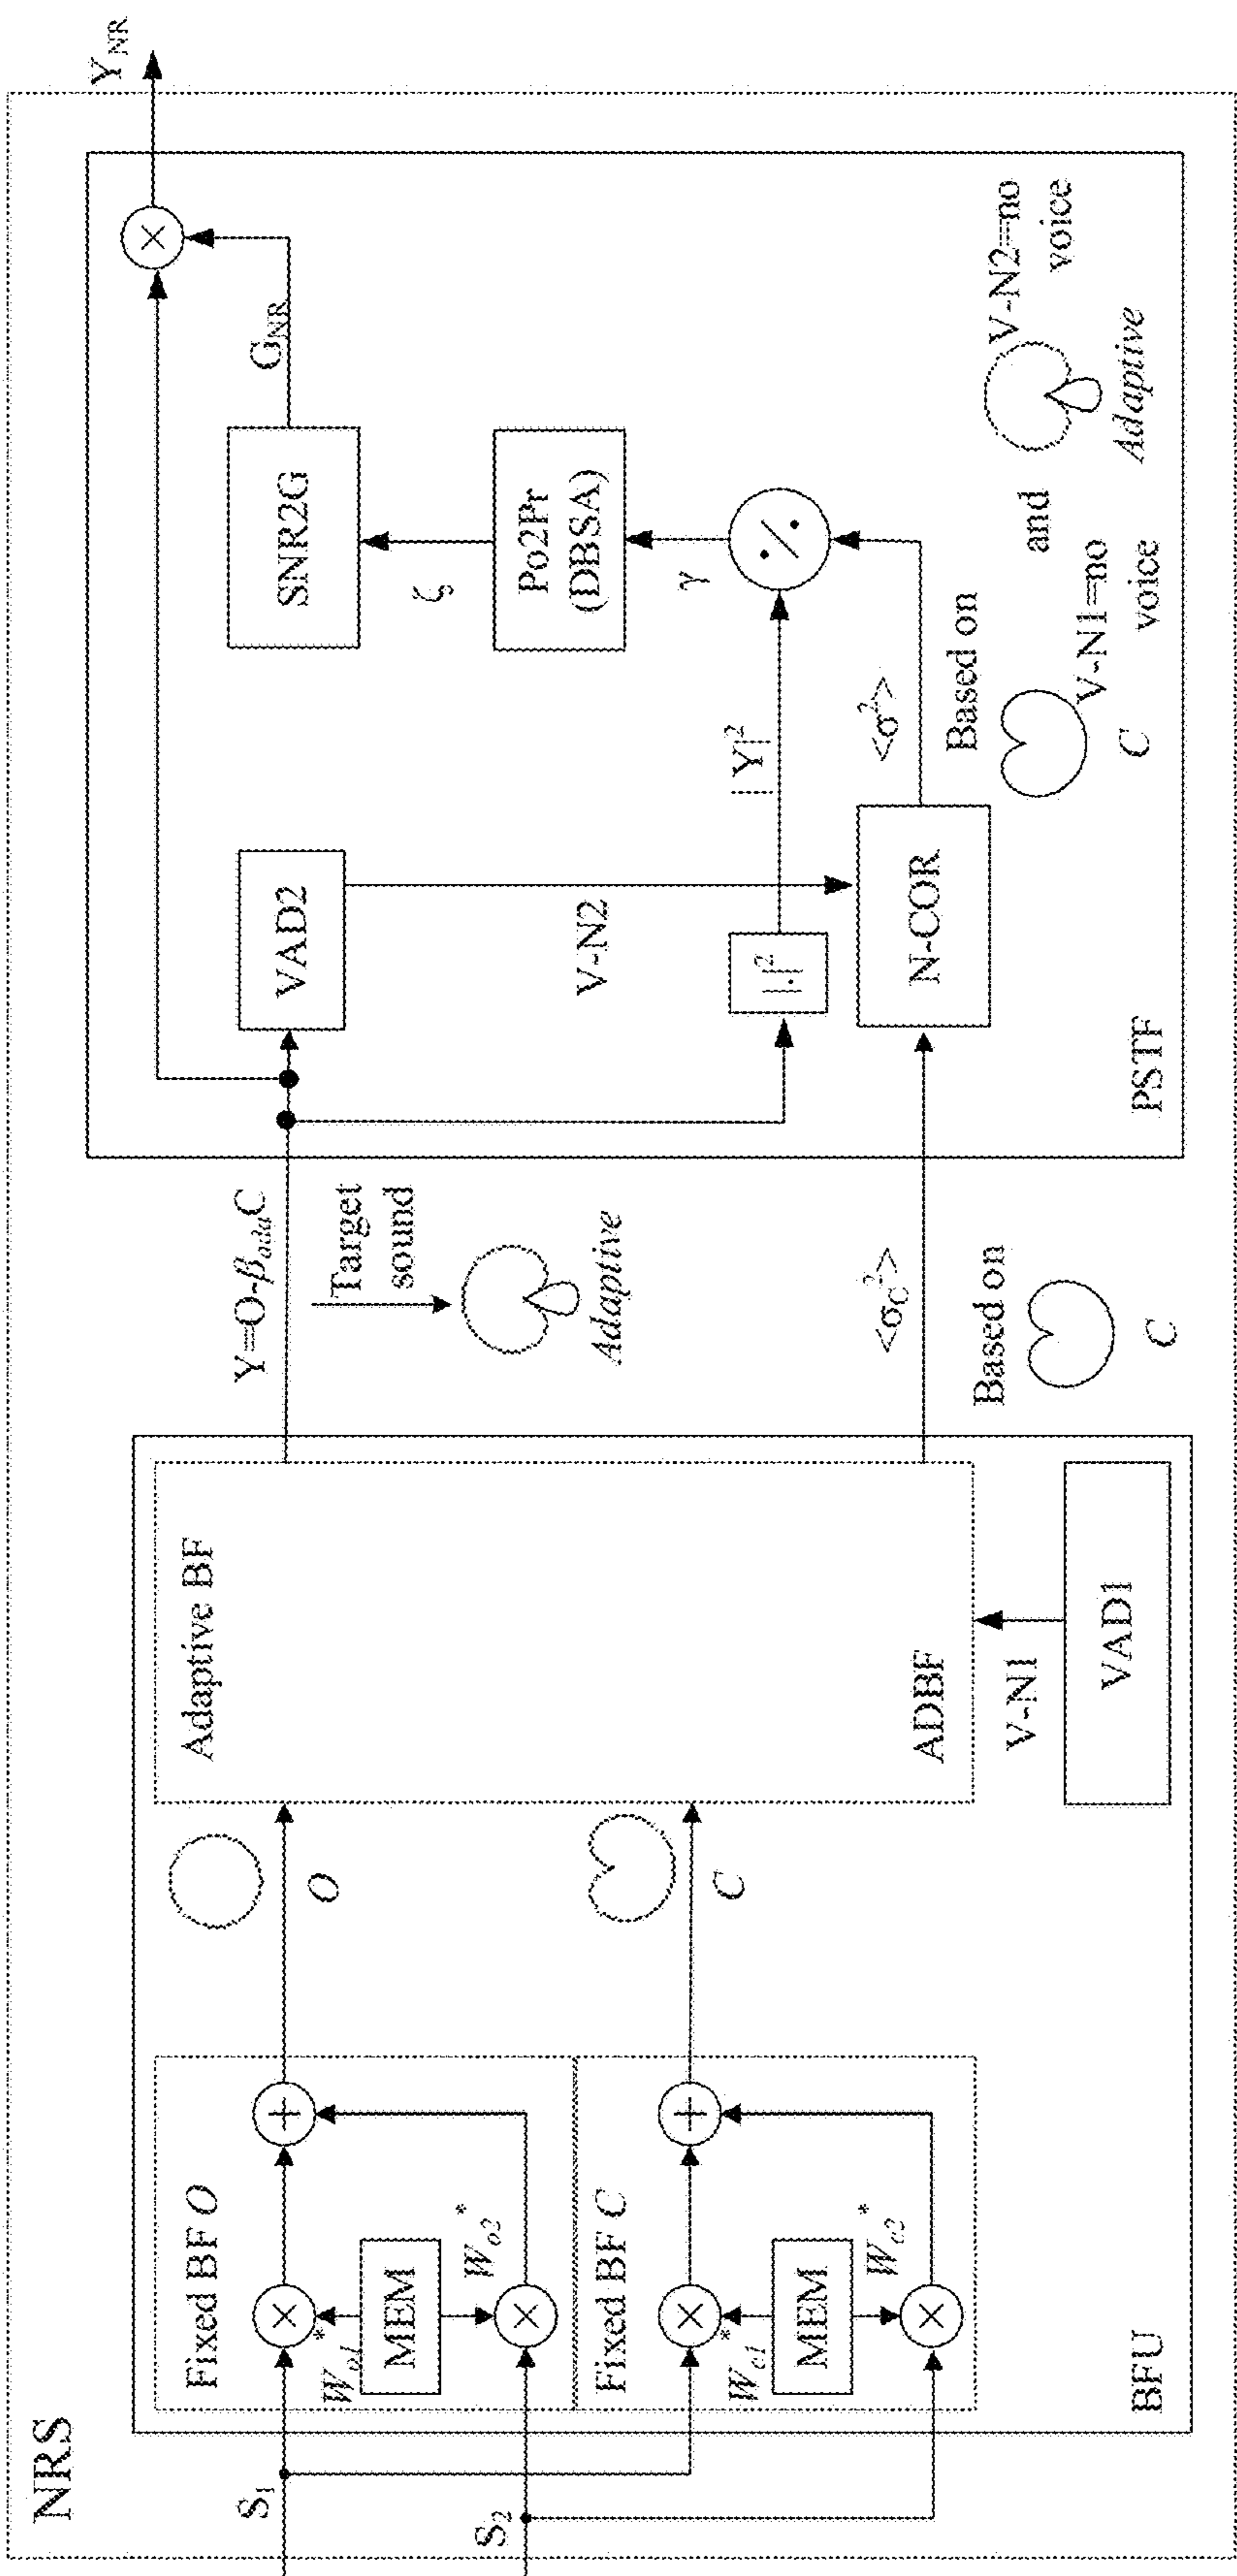 NRS
S1
S2
Fixed BF O
Wo1*
MEM
Wo2*
Fixed BF C
Wc1*
MEM
Wc2*
BFU
O
C
Adaptive BF
ADBF
V-N1
VAD1
Y=O-βadaC
Target
sound
Adaptive
<σC²>
Based on
C
PSTF
VAD2
V-N2
|.|²
N-COR
|Y|²
<σ²>
Based on
C
V-N1=no
voice
and
V-N2=no
voice
Adaptive
γ
Po2Pr
(DBSA)
ζ
SNR2G
GNR
YNR